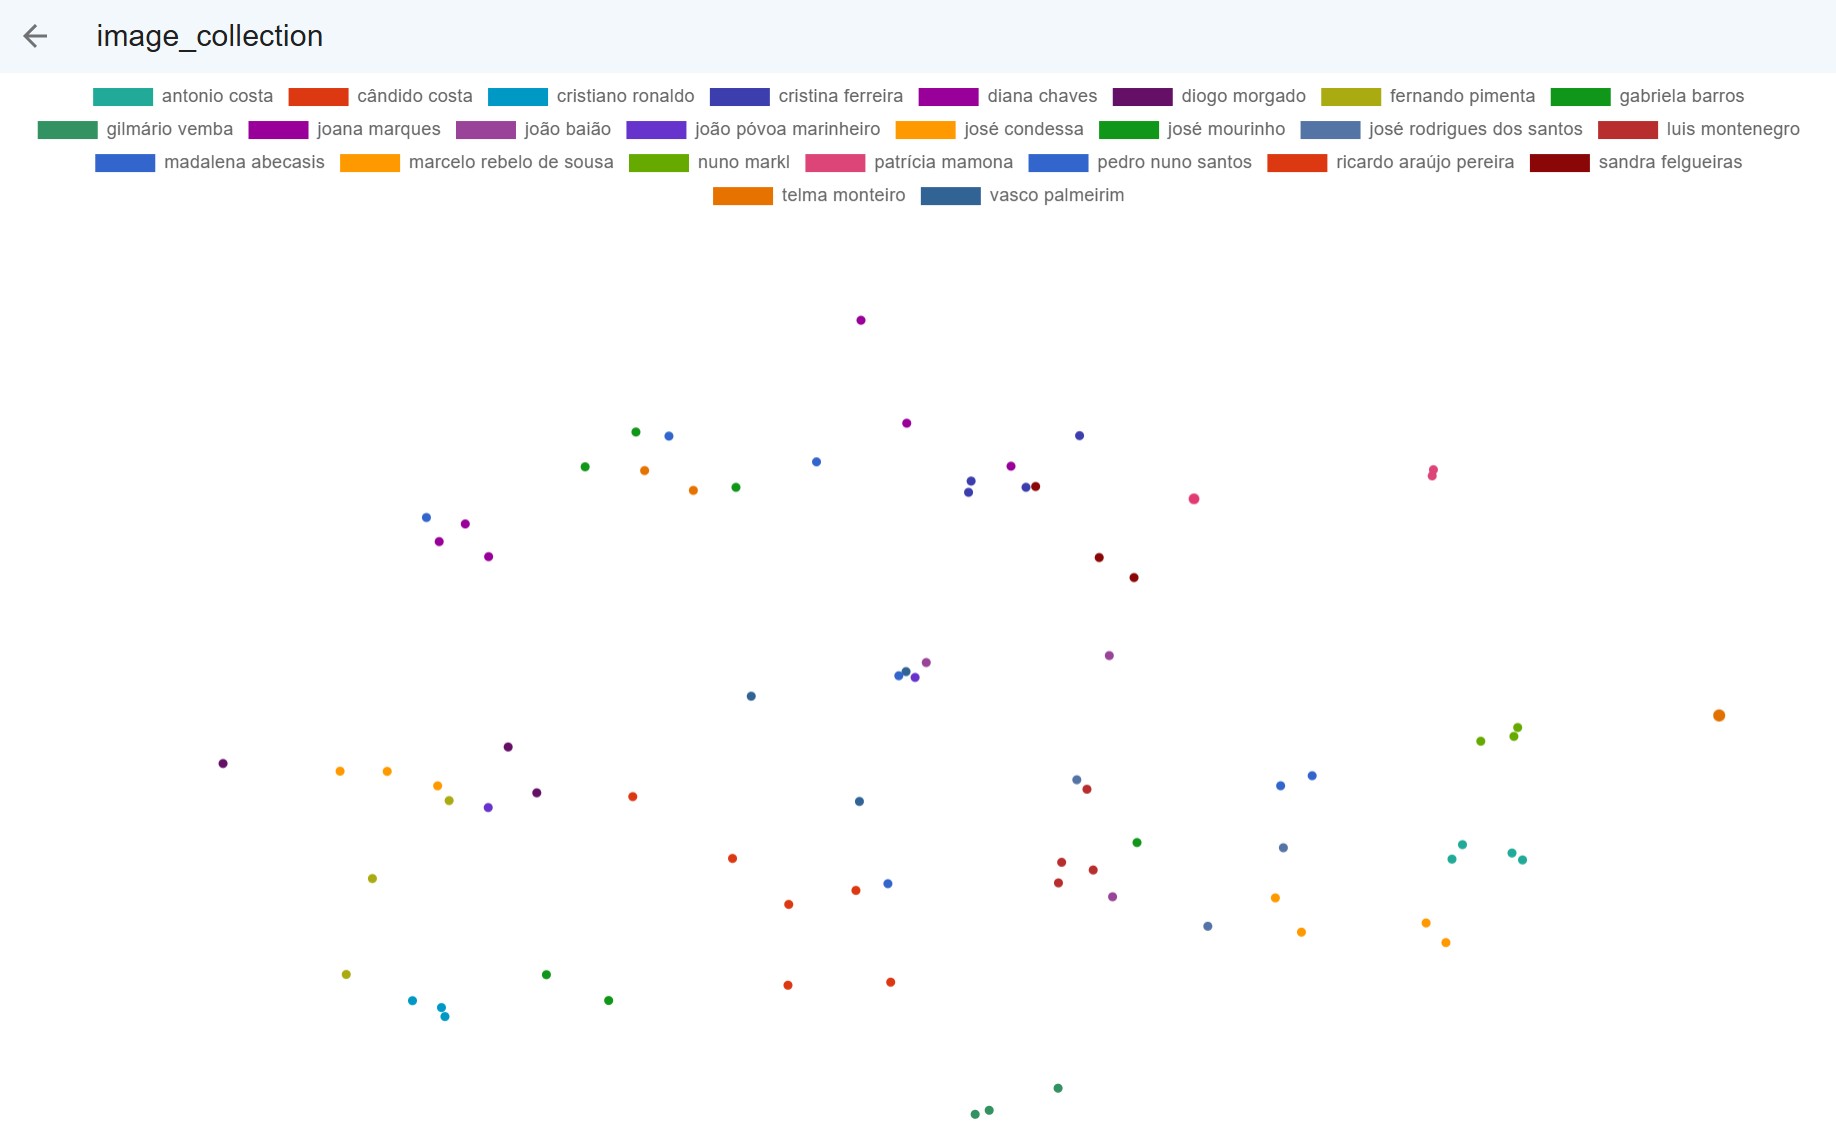 image_collection
antonio costa cândido costa cristiano ronaldo cristina ferreira diana chaves diogo morgado fernando pimenta gabriela barros
gilmário vemba joana marques joão baião joão póvoa marinheiro josé condessa josé mourinho josé rodrigues dos santos luis montenegro
madalena abecasis marcelo rebelo de sousa nuno markl patrícia mamona pedro nuno santos ricardo araújo pereira sandra felgueiras
telma monteiro vasco palmeirim